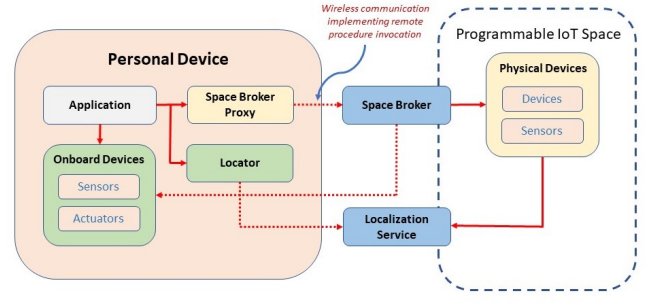 Wireless communication
implementing remote
procedure invocation
Programmable IoT Space
Personal Device
Physical Devices
Application
Space Broker
Proxy
Space Broker
Devices
Sensors
Onboard Devices
Locator
Sensors
Actuators
Localization
Service